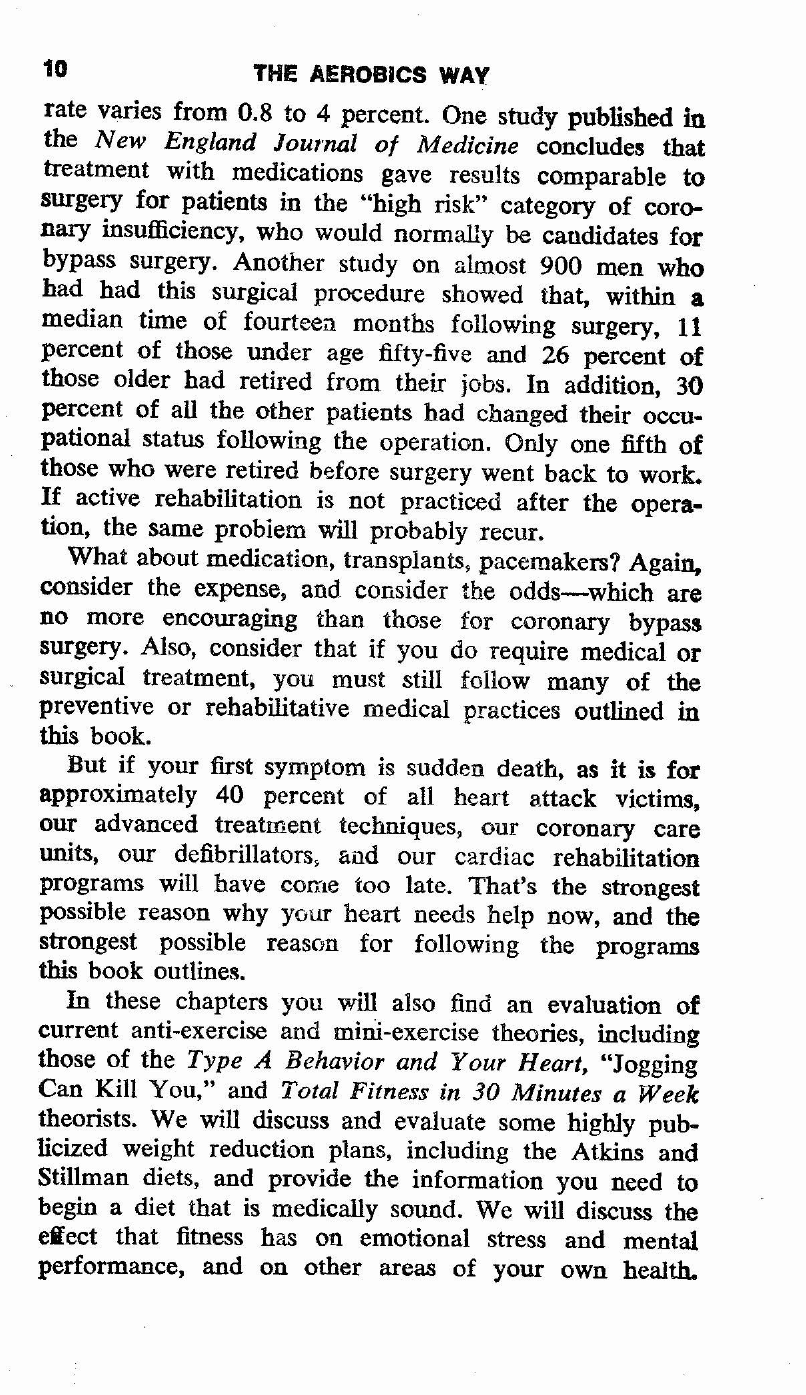 10 THE AEROBICS WAY
rate varies from 0.8 to 4 percent. One study published in
the New England Journal of Medicine concludes that
treatment with medications gave results comparable to
surgery for patients in the “high risk” category of coro-
nary insufficiency, who would normally be candidates for
bypass surgery. Another study on almost 900 men who
had had this surgical procedure showed that, within a
median time of fourteen months following surgery, 11
percent of those under age fifty-five and 26 percent of
those older had retired from their jobs. In addition, 30
percent of all the other patients had changed their occu-
pational status following the operation. Only one fifth of
those who were retired before surgery went back to work.
If active rehabilitation is not practiced after the opera-
tion, the same problem will probably recur.
What about medication, transplants, pacemakers? Again,
consider the expense, and consider the odds—which are
no more encouraging than those for coronary bypass
surgery. Also, consider that if you do require medical or
surgical treatment, you must still follow many of the
preventive or rehabilitative medical practices outlined in
this book.
But if your first symptom is sudden death, as it is for
approximately 40 percent of all heart attack victims,
our advanced treatment techniques, our coronary care
units, our defibrillators, and our cardiac rehabilitation
programs will have come too late. That’s the strongest
possible reason why your heart needs help now, and the
strongest possible reason for following the programs
this book outlines.
In these chapters you will also find an evaluation of
current anti-exercise and mini-exercise theories, including
those of the Type A Behavior and Your Heart, “Jogging
Can Kill You,” and Total Fitness in 30 Minutes a Week
theorists. We will discuss and evaluate some highly pub-
licized weight reduction plans, including the Atkins and
Stillman diets, and provide the information you need to
begin a diet that is medically sound. We will discuss the
effect that fitness has on emotional stress and mental
performance, and on other areas of your own health.